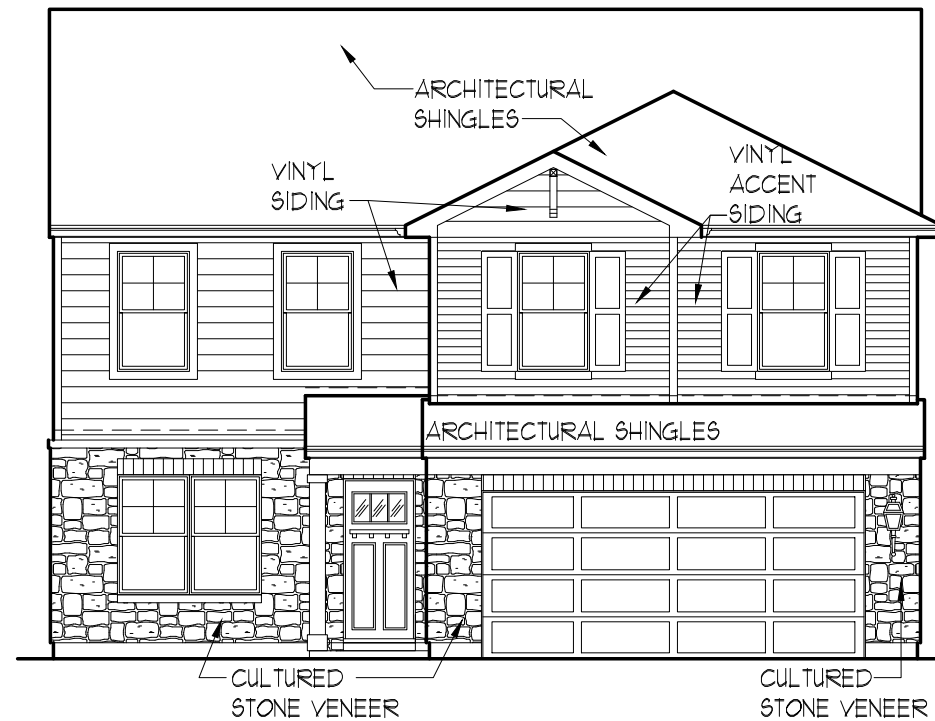 ARCHITECTURAL
SHINGLES
VINYL
SIDING
VINYL
ACCENT
SIDING
ARCHITECTURAL SHINGLES
CULTURED
STONE VENEER
CULTURED
STONE VENEER